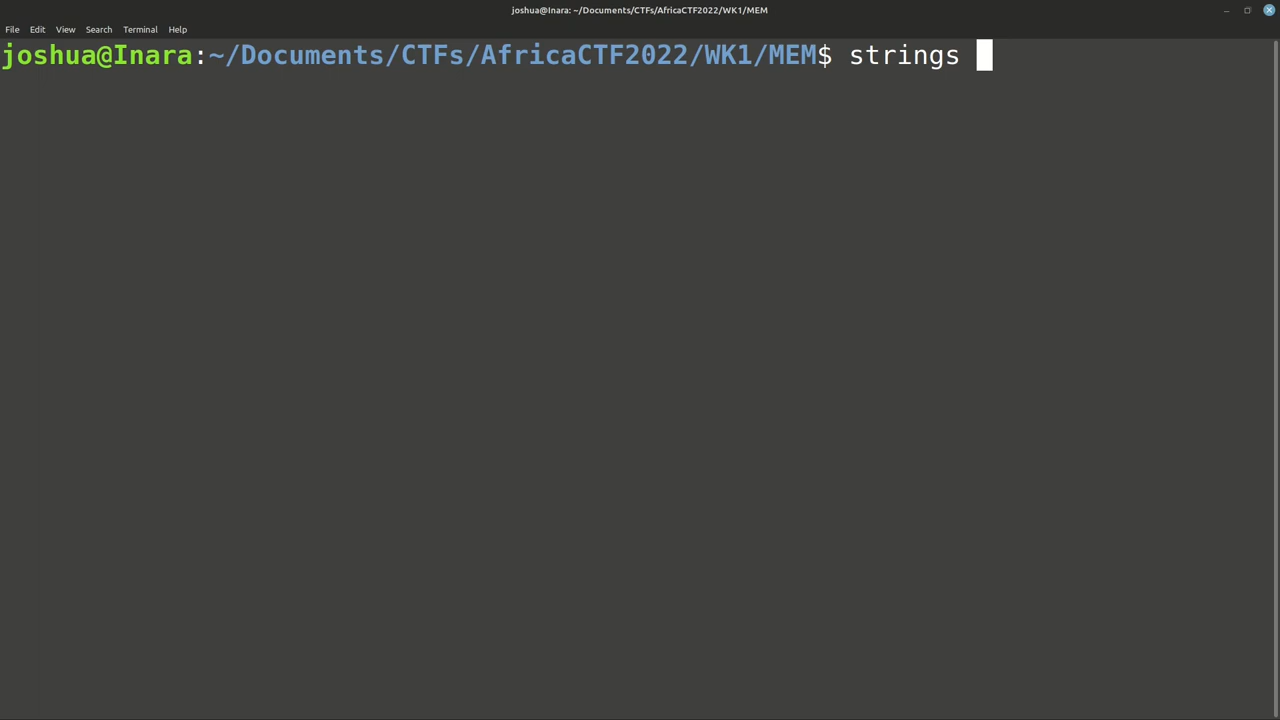 joshua@Inara: ~/Documents/CTFs/AfricaCTF2022/WK1/MEM
File Edit View Search Terminal Help
joshua@Inara:~/Documents/CTFs/AfricaCTF2022/WK1/MEM$ strings